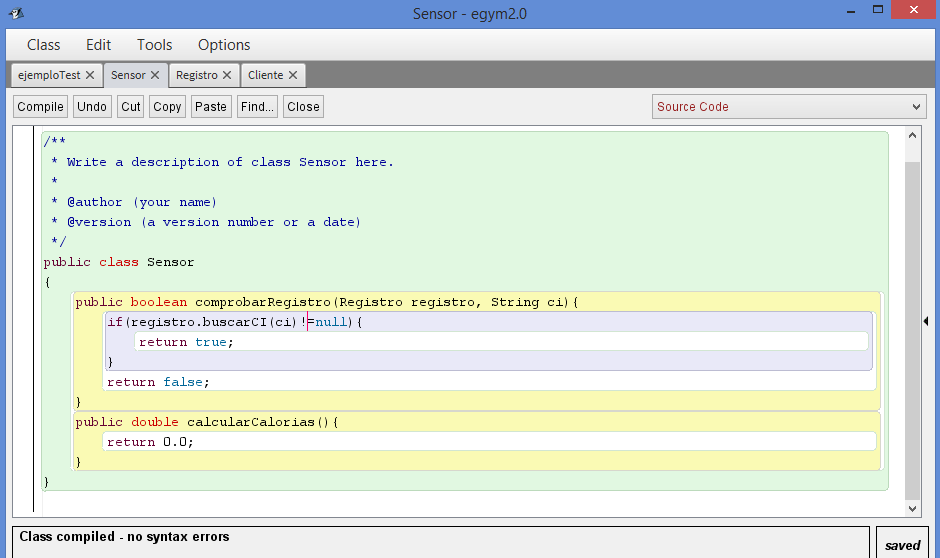 Sensor - egym2.0
Class Edit Tools Options
ejemploTest Sensor Registro Cliente
Compile Undo Cut Copy Paste Find... Close Source Code
/**
 * Write a description of class Sensor here.
 *
 * @author (your name)
 * @version (a version number or a date)
 */
public class Sensor
{
    public boolean comprobarRegistro(Registro registro, String ci){
        if(registro.buscarCI(ci)!=null){
            return true;
        }
        return false;
    }
    public double calcularCalorias(){
        return 0.0;
    }
}
Class compiled - no syntax errors
saved